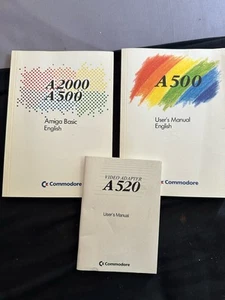 A2000
A500
Amiga Basic
English
Commodore
A500
User's Manual
English
Commodore
VIDEO ADAPTER
A520
User's Manual
Commodore